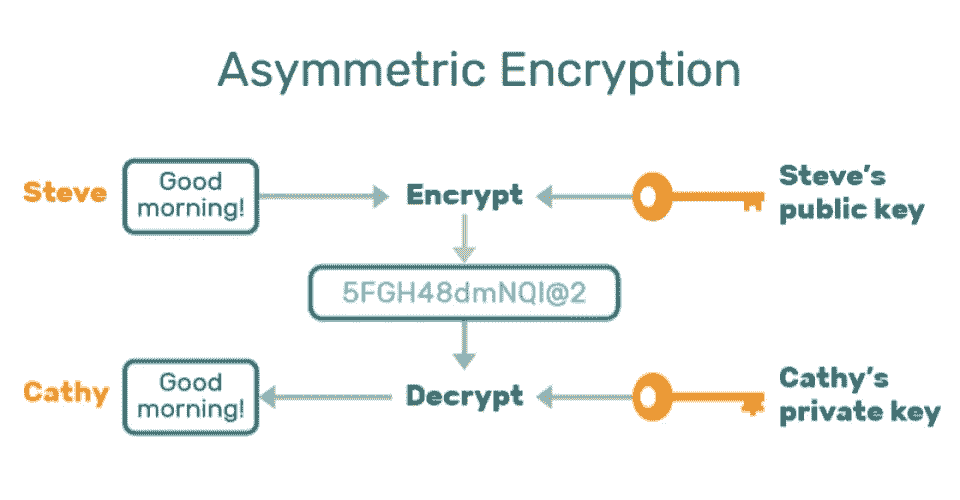 Asymmetric Encryption
Steve
Good
morning!
Encrypt
Steve's
public key
5FGH48dmNQI@2
Cathy
Good
morning!
Decrypt
Cathy's
private key